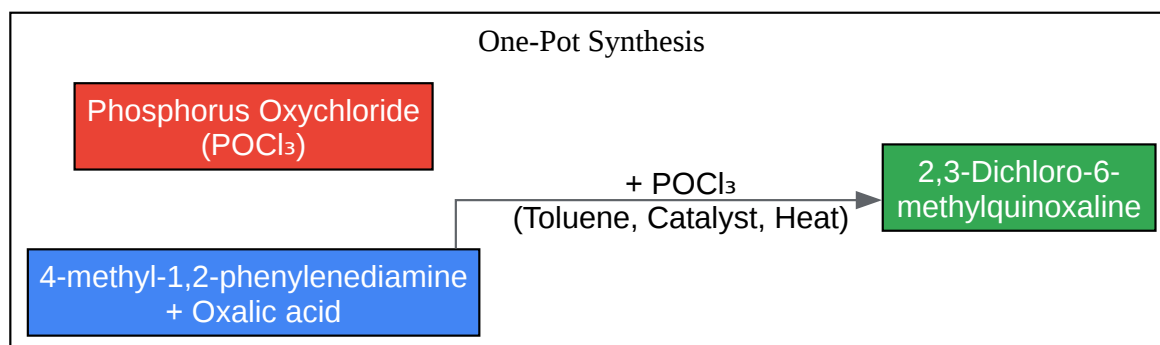 One-Pot Synthesis
Phosphorus Oxychloride
(POCl₃)
+ POCl₃
(Toluene, Catalyst, Heat)
2,3-Dichloro-6-
methylquinoxaline
4-methyl-1,2-phenylenediamine
+ Oxalic acid